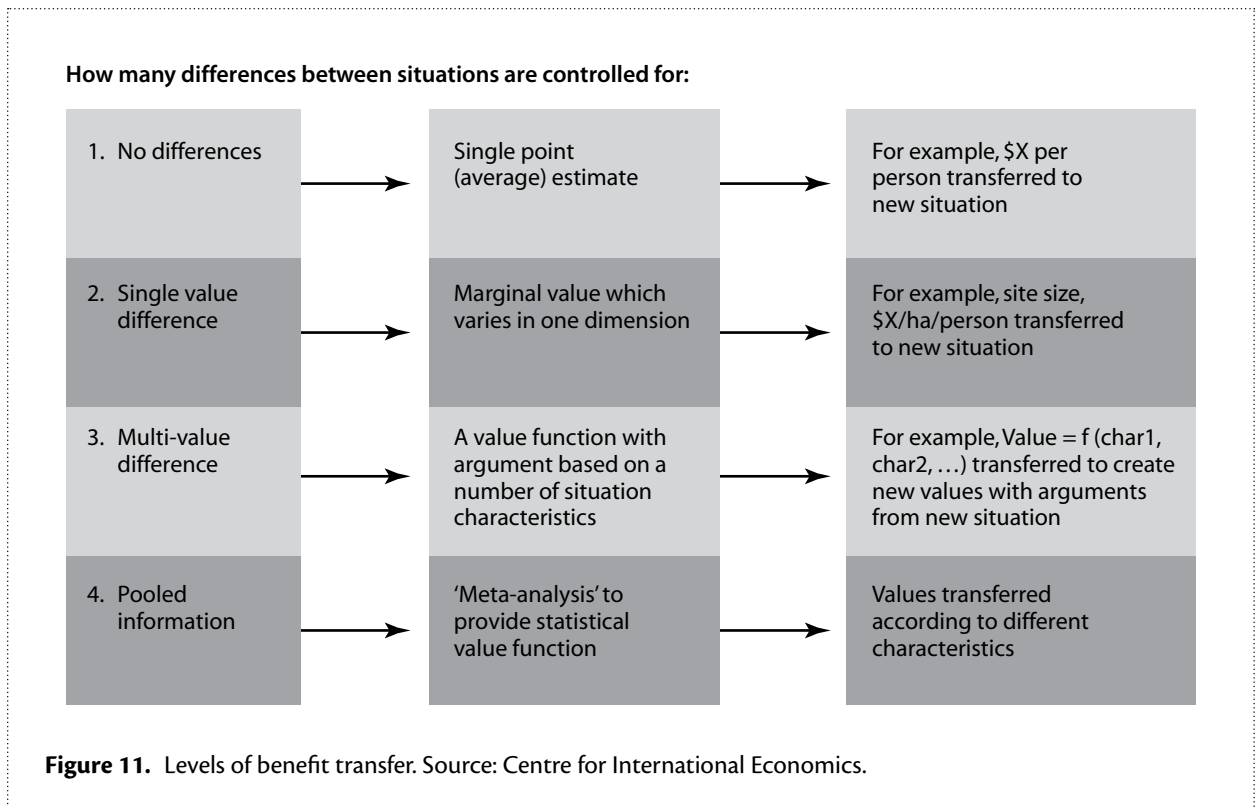 How many differences between situations are controlled for:
1. No differences
Single point
(average) estimate
For example, $X per
person transferred to
new situation
2. Single value
difference
Marginal value which
varies in one dimension
For example, site size,
$X/ha/person transferred
to new situation
3. Multi-value
difference
A value function with
argument based on a
number of situation
characteristics
For example, Value = f (char1,
char2, …) transferred to create
new values with arguments
from new situation
4. Pooled
information
‘Meta-analysis’ to
provide statistical
value function
Values transferred
according to different
characteristics
Figure 11. Levels of benefit transfer. Source: Centre for International Economics.